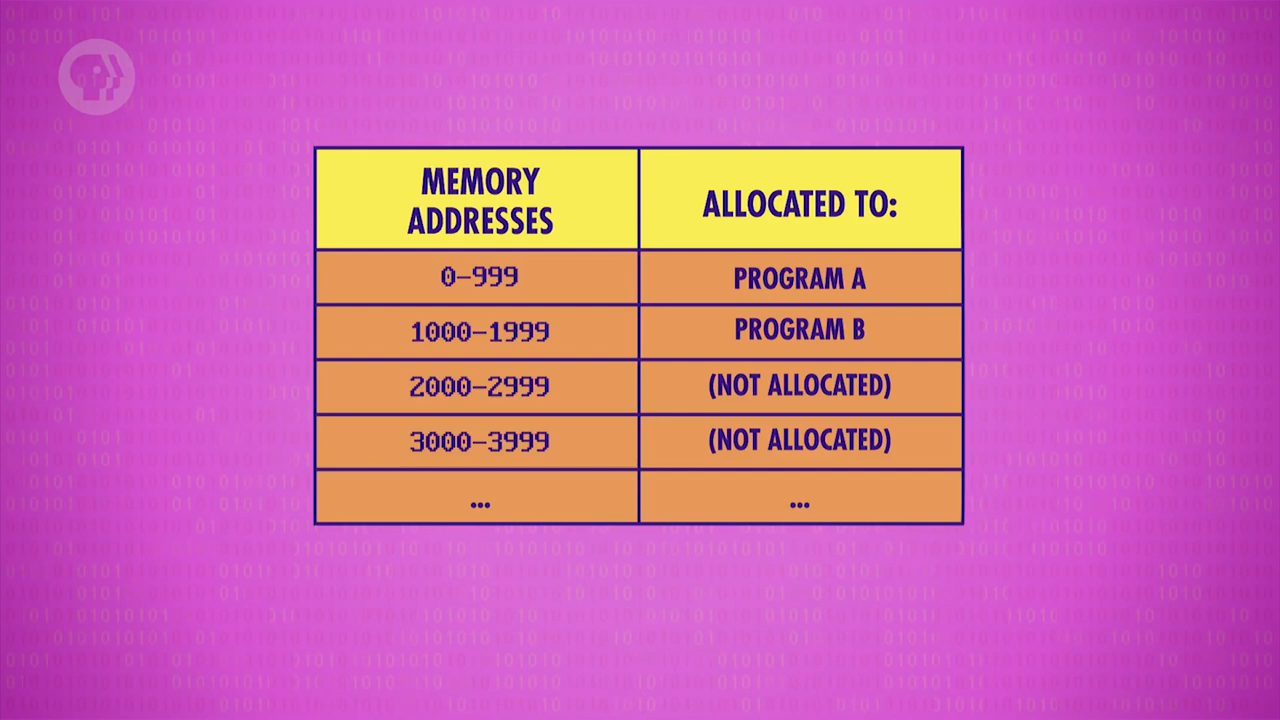 MEMORY
ADDRESSES
ALLOCATED TO:
0–999
PROGRAM A
1000–1999
PROGRAM B
2000–2999
(NOT ALLOCATED)
3000–3999
(NOT ALLOCATED)
...
...